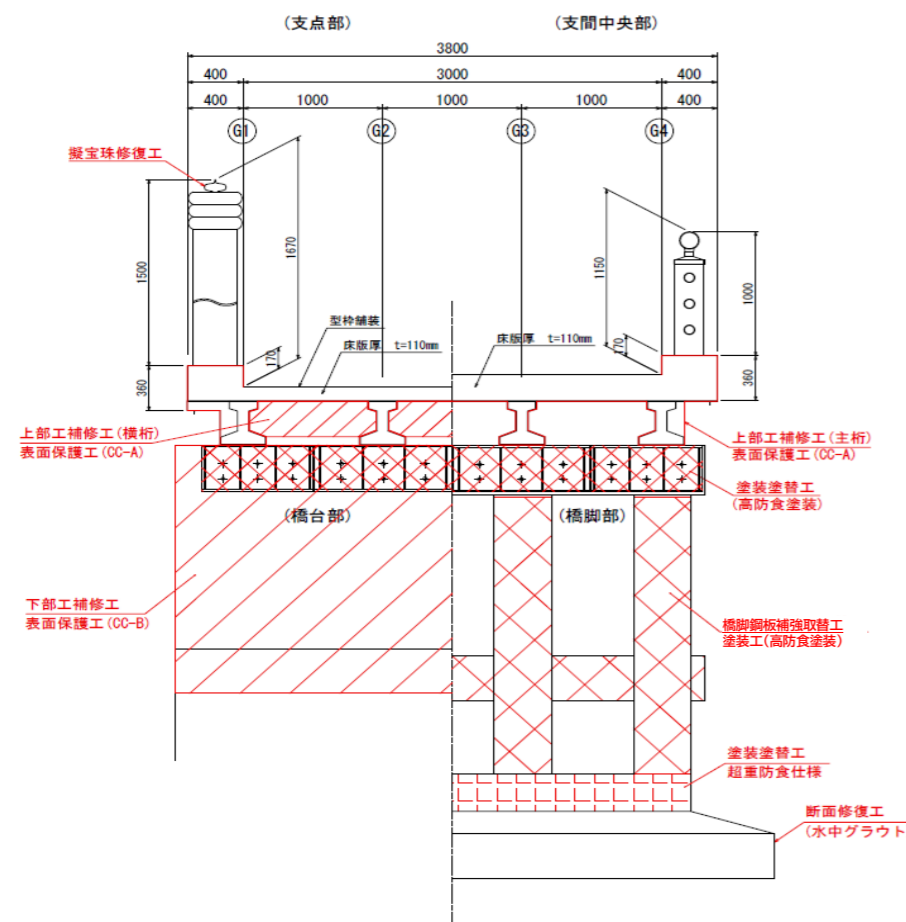 (支点部) (支間中央部)
3800
400 3000 400
400 1000 1000 1000 400
G1 G2 G3 G4
擬宝珠修復工
1500
1670
1150
1000
型枠舗装
床版厚 t=110mm
床版厚 t=110mm
170
170
360
360
上部工補修工(横桁)
表面保護工(CC-A)
上部工補修工(主桁)
表面保護工(CC-A)
塗装塗替工
(高防食塗装)
(橋台部) (橋脚部)
下部工補修工
表面保護工(CC-B)
橋脚鋼板補強取替工
塗装工(高防食塗装)
塗装塗替工
超重防食仕様
断面修復工
(水中グラウト